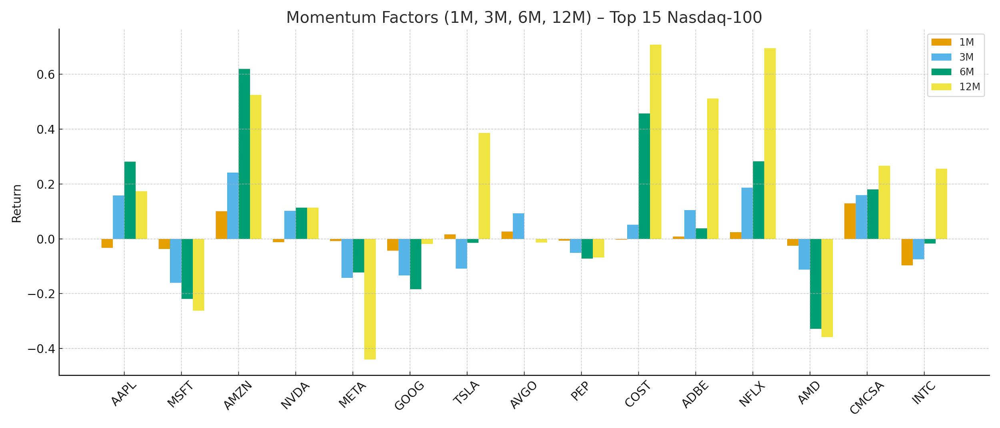 Momentum Factors (1M, 3M, 6M, 12M) – Top 15 Nasdaq-100
1M
3M
6M
12M
Return
0.6
0.4
0.2
0.0
−0.2
−0.4
AAPL
MSFT
AMZN
NVDA
META
GOOG
TSLA
AVGO
PEP
COST
ADBE
NFLX
AMD
CMCSA
INTC